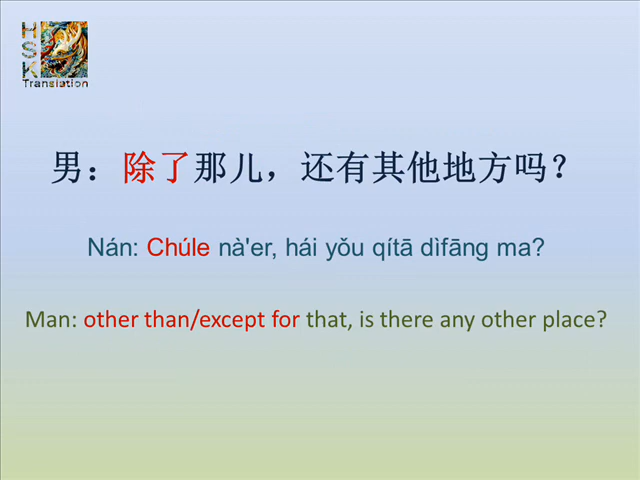 HSK
Translation
男：除了那儿，还有其他地方吗？
Nán: Chúle nà'er, hái yǒu qítā dìfāng ma?
Man: other than/except for that, is there any other place?